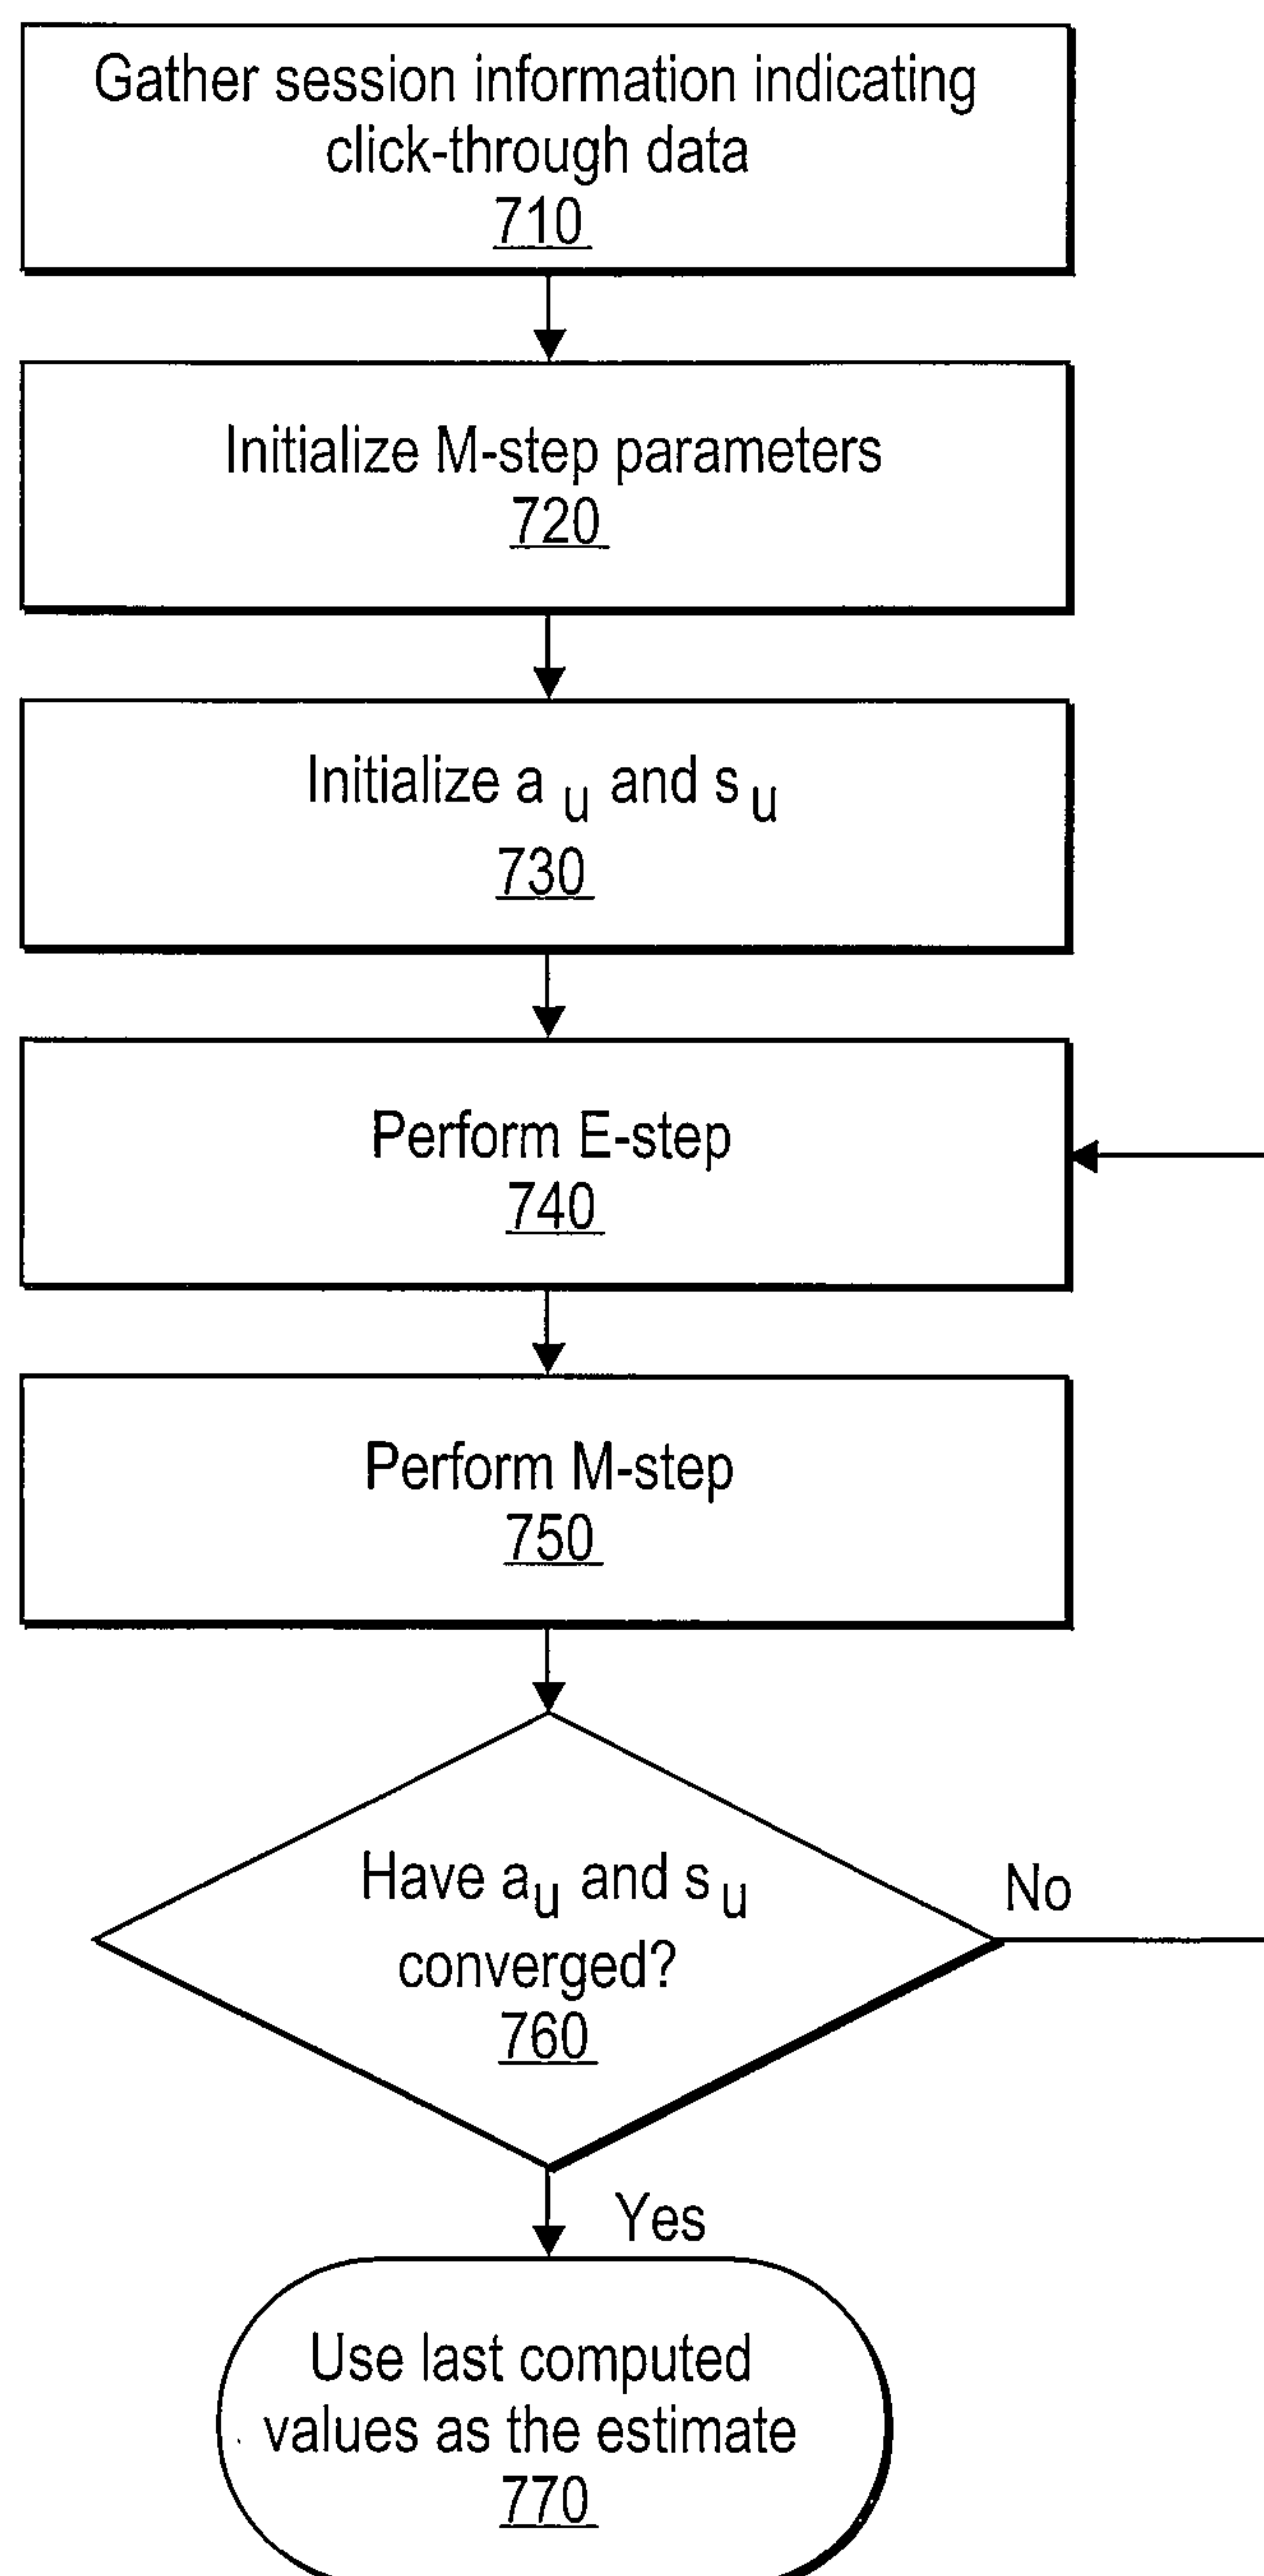 Gather session information indicating
click-through data
710
Initialize M-step parameters
720
Initialize a u and s u
730
Perform E-step
740
Perform M-step
750
Have a u and s u
converged?
760
No
Yes
Use last computed
values as the estimate
770